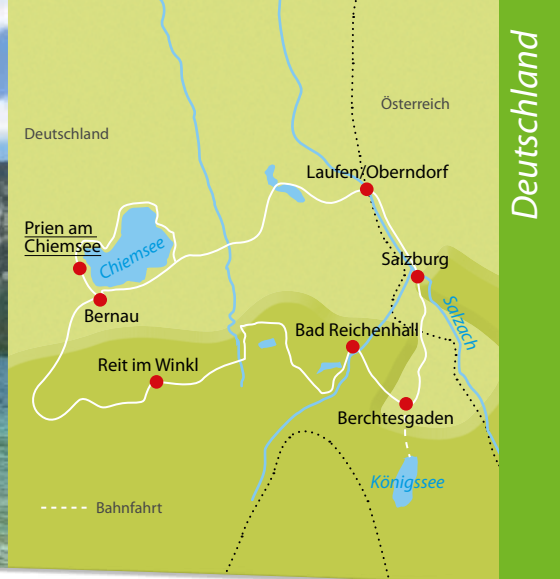 Deutschland
Österreich
Deutschland
Laufen/Oberndorf
Prien am
Chiemsee
Chiemsee
Salzburg
Salzach
Bernau
Bad Reichenhall
Reit im Winkl
Berchtesgaden
Königssee
Bahnfahrt